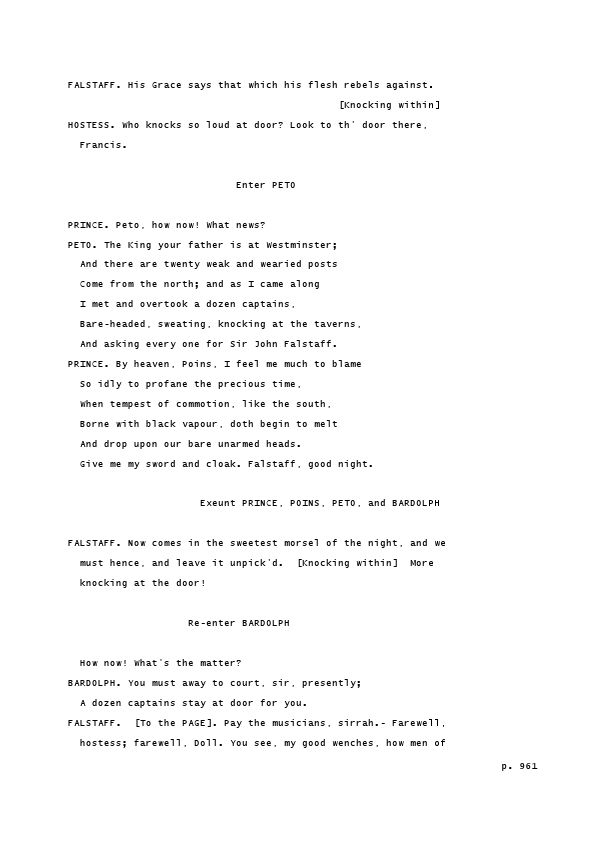 FALSTAFF. His Grace says that which his flesh rebels against.
[Knocking within]
HOSTESS. Who knocks so loud at door? Look to th' door there,
Francis.
Enter PETO
PRINCE. Peto, how now! What news?
PETO. The King your father is at Westminster;
And there are twenty weak and wearied posts
Come from the north; and as I came along
I met and overtook a dozen captains,
Bare-headed, sweating, knocking at the taverns,
And asking every one for Sir John Falstaff.
PRINCE. By heaven, Poins, I feel me much to blame
So idly to profane the precious time,
When tempest of commotion, like the south,
Borne with black vapour, doth begin to melt
And drop upon our bare unarmed heads.
Give me my sword and cloak. Falstaff, good night.
Exeunt PRINCE, POINS, PETO, and BARDOLPH
FALSTAFF. Now comes in the sweetest morsel of the night, and we
must hence, and leave it unpick'd.  [Knocking within]  More
knocking at the door!
Re-enter BARDOLPH
How now! What's the matter?
BARDOLPH. You must away to court, sir, presently;
A dozen captains stay at door for you.
FALSTAFF.  [To the PAGE]. Pay the musicians, sirrah.- Farewell,
hostess; farewell, Doll. You see, my good wenches, how men of
p. 961